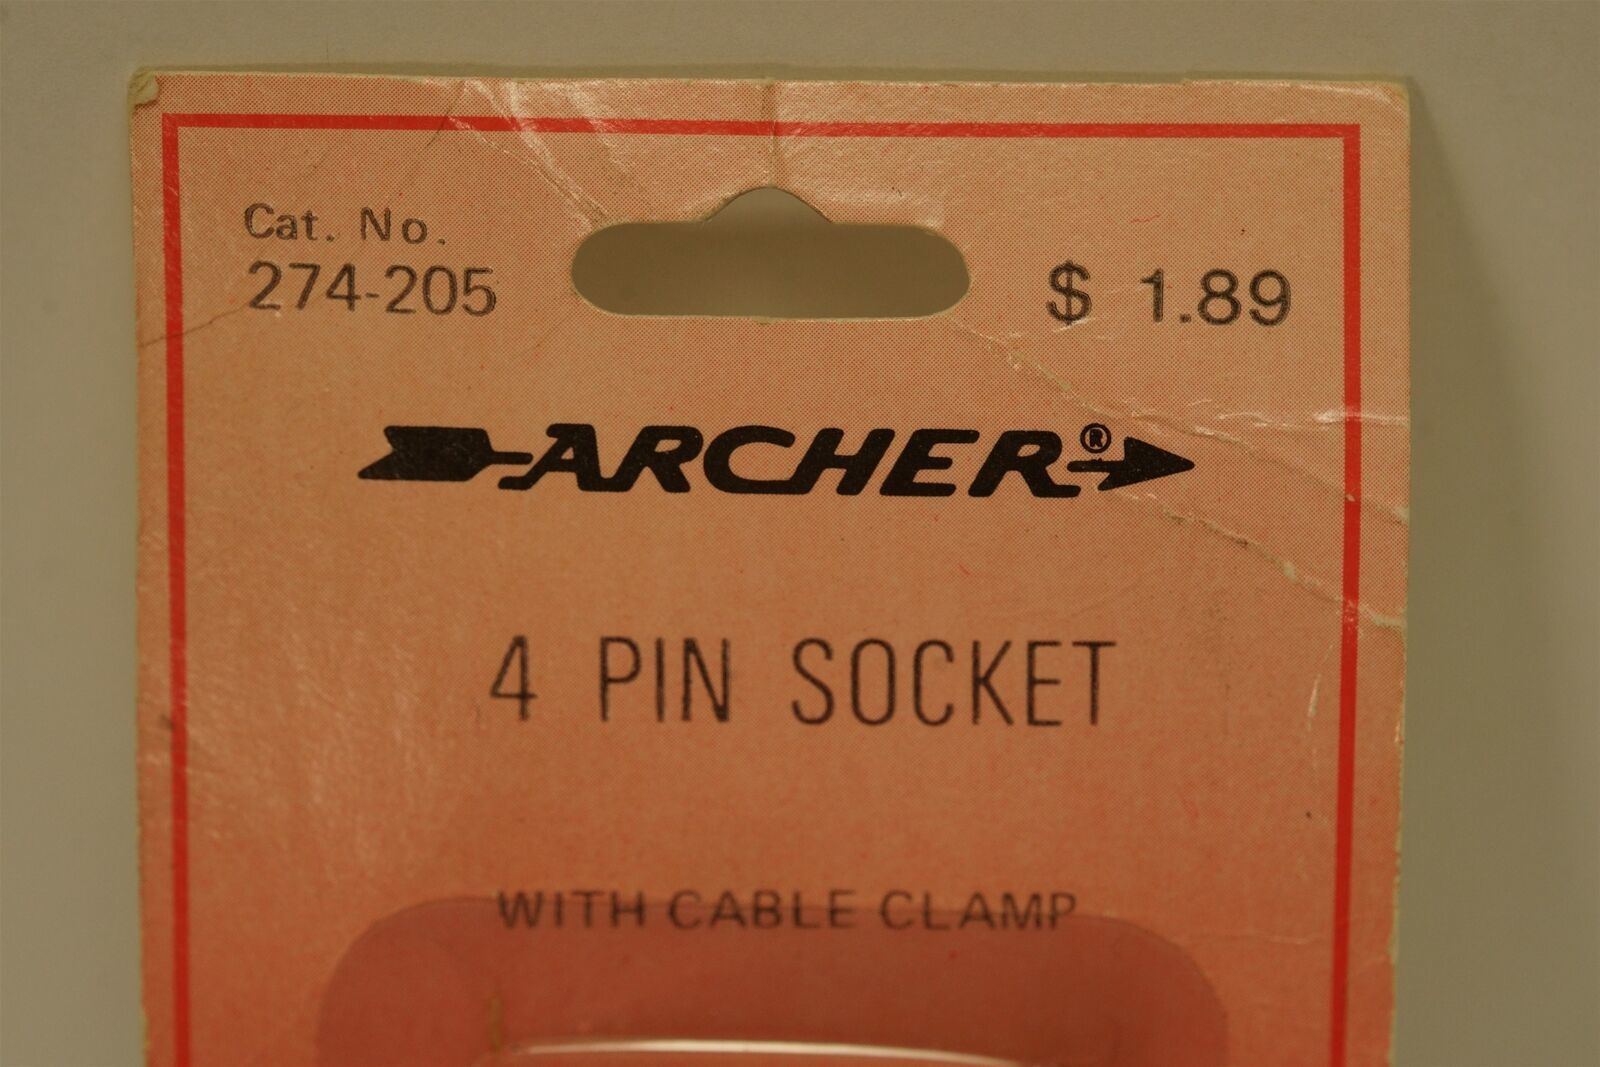 Cat. No.
274-205
$ 1.89
ARCHER®
4 PIN SOCKET
WITH CABLE CLAMP